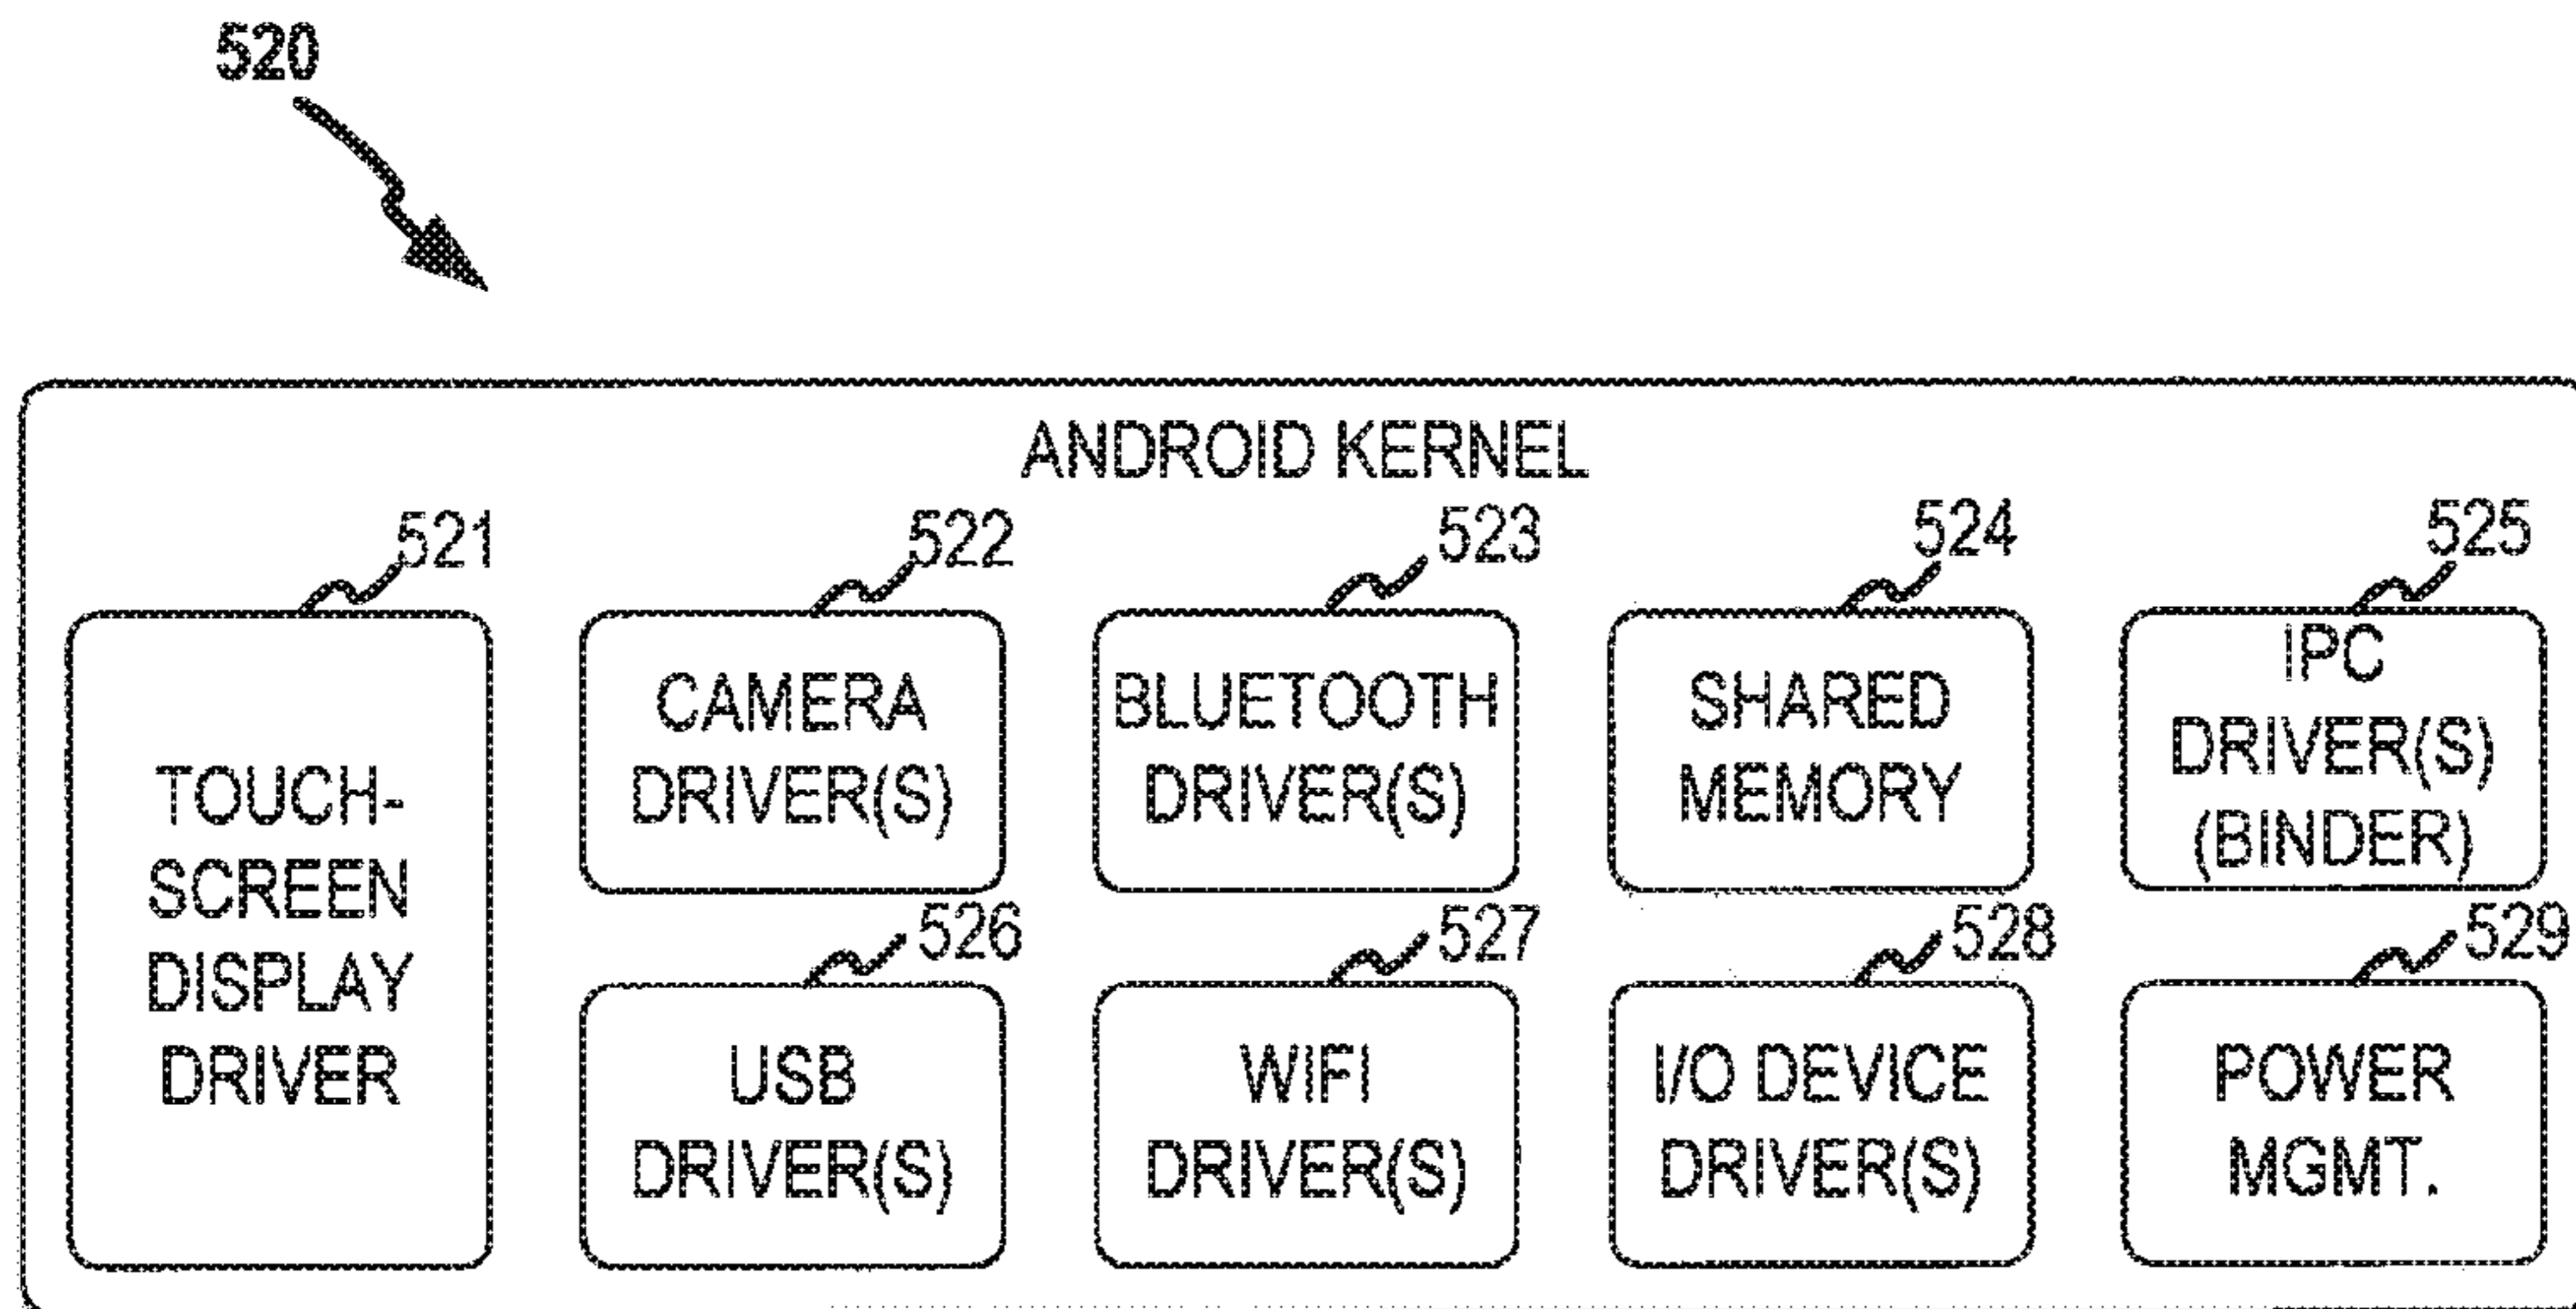 520
ANDROID KERNEL
521
522
523
524
525
TOUCH-
SCREEN
DISPLAY
DRIVER
CAMERA
DRIVER(S)
BLUETOOTH
DRIVER(S)
SHARED
MEMORY
IPC
DRIVER(S)
(BINDER)
526
527
528
529
USB
DRIVER(S)
WIFI
DRIVER(S)
I/O DEVICE
DRIVER(S)
POWER
MGMT.